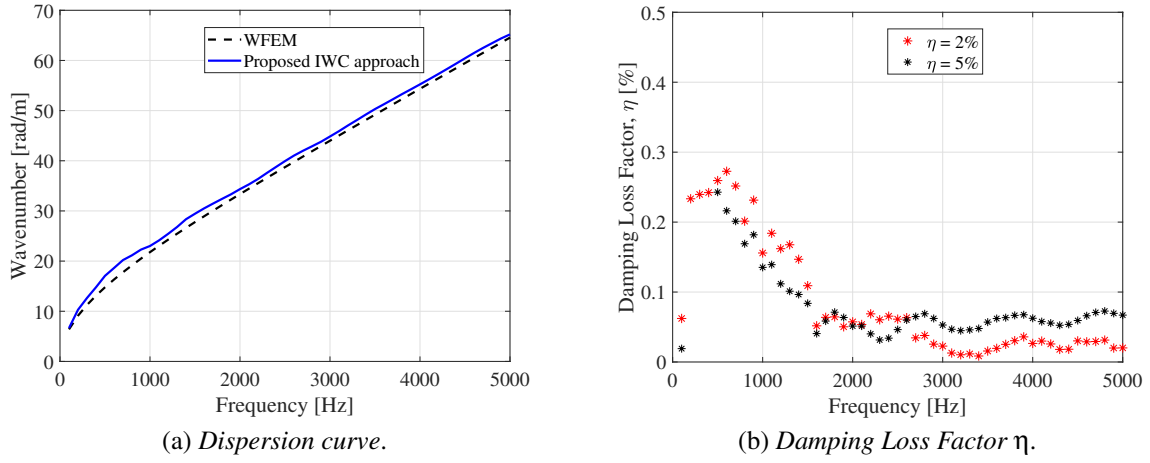 70
60
50
40
30
20
10
0
Wavenumber [rad/m]
WFEM
Proposed IWC approach
0 1000 2000 3000 4000 5000
Frequency [Hz]
(a) Dispersion curve.
0.5
0.4
0.3
0.2
0.1
0
Damping Loss Factor, η [%]
η = 2%
η = 5%
0 1000 2000 3000 4000 5000
Frequency [Hz]
(b) Damping Loss Factor η.